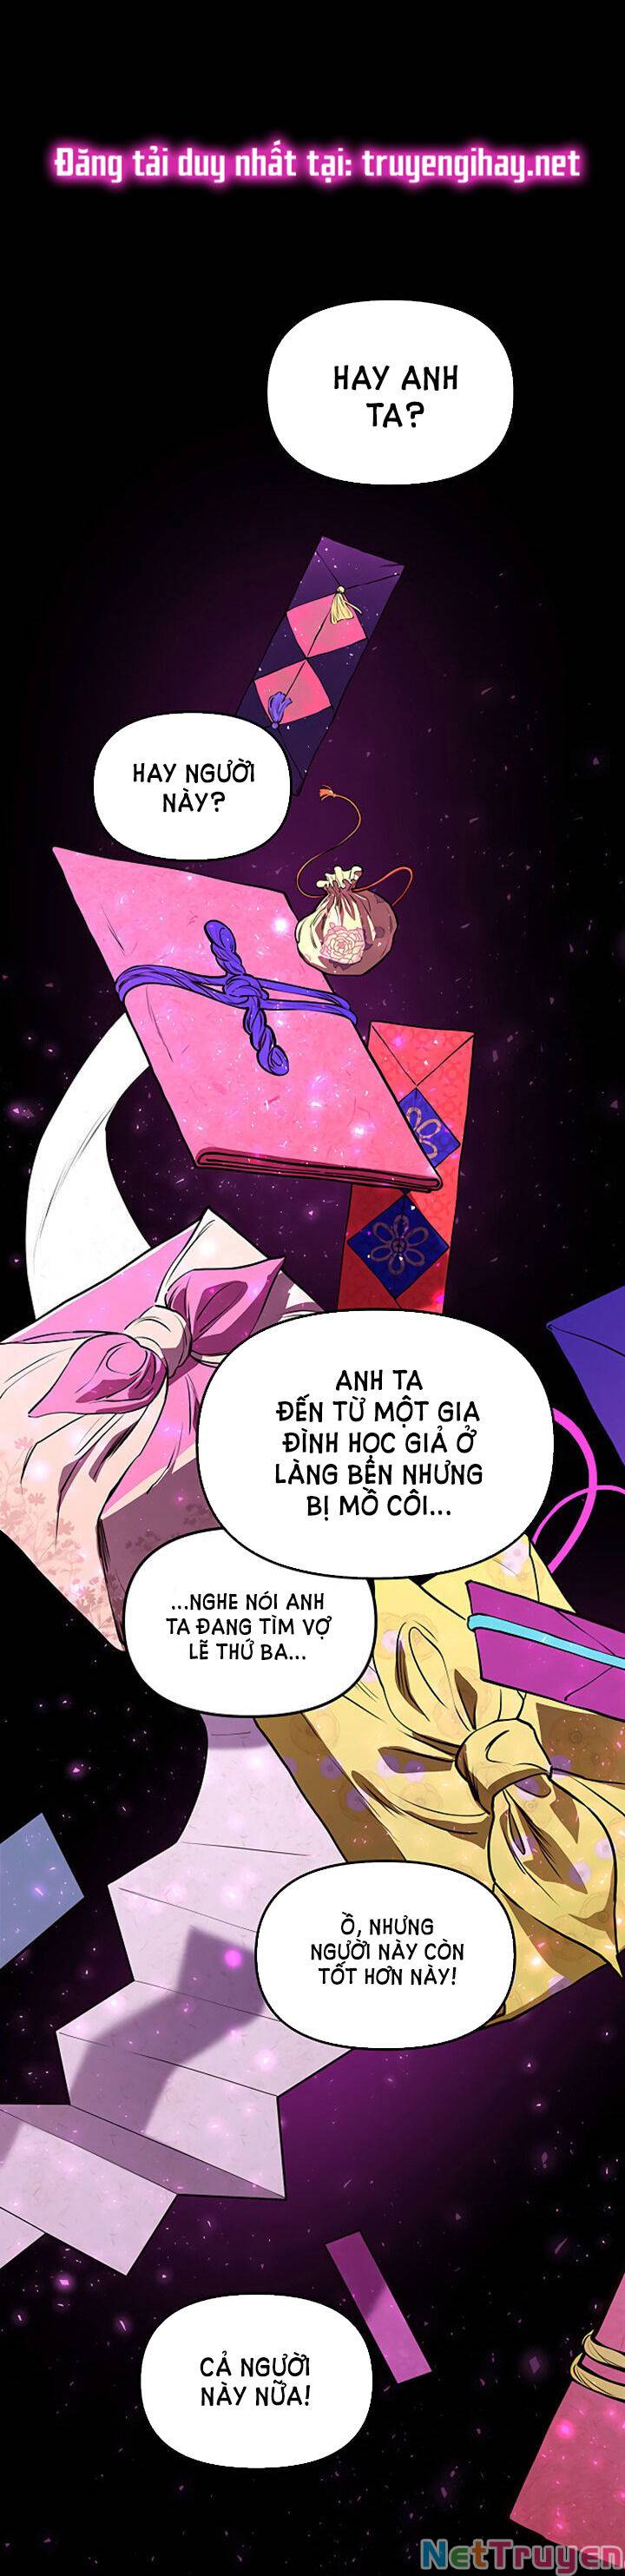 Đăng tải duy nhất tại: truyengihay.net
HAY ANH
TA?
HAY NGƯỜI
NÀY?
ANH TA
ĐẾN TỪ MỘT GIA
ĐÌNH HỌC GIẢ Ở
LÀNG BÊN NHƯNG
BỊ MỒ CÔI...
...NGHE NÓI ANH
TA ĐANG TÌM VỢ
LẼ THỨ BA...
Ồ, NHƯNG
NGƯỜI NÀY CÒN
TỐT HƠN NÀY!
CẢ NGƯỜI
NÀY NỮA!
NetTruyen